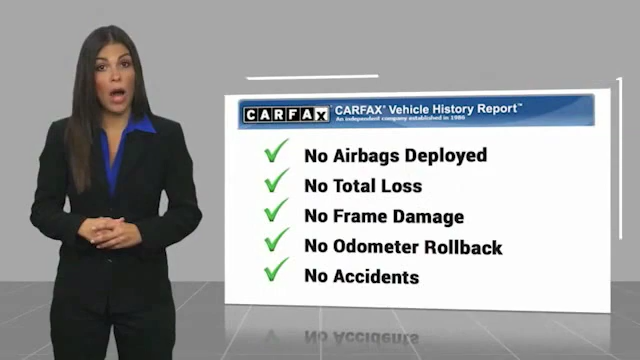 CARFAX CARFAX® Vehicle History Report™
An independent company established in 1986
No Airbags Deployed
No Total Loss
No Frame Damage
No Odometer Rollback
No Accidents